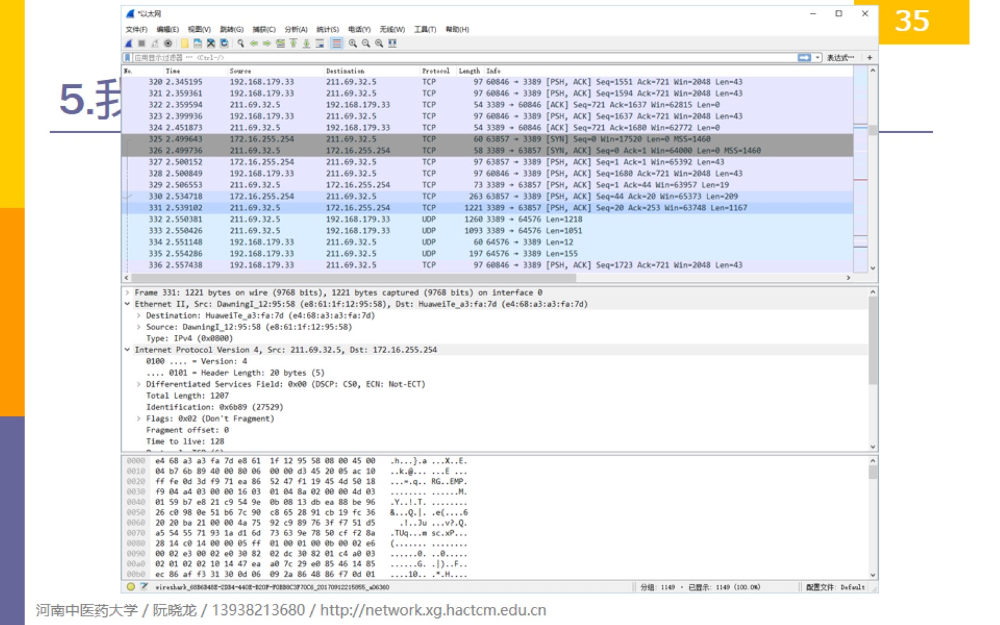 35
*以太网
文件(F) 编辑(E) 视图(V) 跳转(G) 捕获(C) 分析(A) 统计(S) 电话(Y) 无线(W) 工具(T) 帮助(H)
应用显示过滤器 … <Ctrl-/> 表达式… +
5.我
No. Time Source Destination Protocol Length Info
320 2.345195 192.168.179.33 211.69.32.5 TCP 97 60846 → 3389 [PSH, ACK] Seq=1551 Ack=721 Win=2048 Len=43
321 2.359361 192.168.179.33 211.69.32.5 TCP 97 60846 → 3389 [PSH, ACK] Seq=1594 Ack=721 Win=2048 Len=43
322 2.359594 211.69.32.5 192.168.179.33 TCP 54 3389 → 60846 [ACK] Seq=721 Ack=1637 Win=62815 Len=0
323 2.399936 192.168.179.33 211.69.32.5 TCP 97 60846 → 3389 [PSH, ACK] Seq=1637 Ack=721 Win=2048 Len=43
324 2.451873 211.69.32.5 192.168.179.33 TCP 54 3389 → 60846 [ACK] Seq=721 Ack=1680 Win=62772 Len=0
325 2.499643 172.16.255.254 211.69.32.5 TCP 60 63857 → 3389 [SYN] Seq=0 Win=17520 Len=0 MSS=1460
326 2.499736 211.69.32.5 172.16.255.254 TCP 58 3389 → 63857 [SYN, ACK] Seq=0 Ack=1 Win=64000 Len=0 MSS=1460
327 2.500152 172.16.255.254 211.69.32.5 TCP 97 63857 → 3389 [PSH, ACK] Seq=1 Ack=1 Win=65392 Len=43
328 2.500849 192.168.179.33 211.69.32.5 TCP 97 60846 → 3389 [PSH, ACK] Seq=1680 Ack=721 Win=2048 Len=43
329 2.506553 211.69.32.5 172.16.255.254 TCP 73 3389 → 63857 [PSH, ACK] Seq=1 Ack=44 Win=63957 Len=19
330 2.534718 172.16.255.254 211.69.32.5 TCP 263 63857 → 3389 [PSH, ACK] Seq=44 Ack=20 Win=65373 Len=209
331 2.539102 211.69.32.5 172.16.255.254 TCP 1221 3389 → 63857 [PSH, ACK] Seq=20 Ack=253 Win=63748 Len=1167
332 2.550381 211.69.32.5 192.168.179.33 UDP 1260 3389 → 64576 Len=1218
333 2.550426 211.69.32.5 192.168.179.33 UDP 1093 3389 → 64576 Len=1051
334 2.551148 192.168.179.33 211.69.32.5 UDP 60 64576 → 3389 Len=12
335 2.554286 192.168.179.33 211.69.32.5 UDP 197 64576 → 3389 Len=155
336 2.557438 192.168.179.33 211.69.32.5 TCP 97 60846 → 3389 [PSH, ACK] Seq=1723 Ack=721 Win=2048 Len=43
Frame 331: 1221 bytes on wire (9768 bits), 1221 bytes captured (9768 bits) on interface 0
Ethernet II, Src: DawningI_12:95:58 (e8:61:1f:12:95:58), Dst: HuaweiTe_a3:fa:7d (e4:68:a3:a3:fa:7d)
Destination: HuaweiTe_a3:fa:7d (e4:68:a3:a3:fa:7d)
Source: DawningI_12:95:58 (e8:61:1f:12:95:58)
Type: IPv4 (0x0800)
Internet Protocol Version 4, Src: 211.69.32.5, Dst: 172.16.255.254
0100 .... = Version: 4
.... 0101 = Header Length: 20 bytes (5)
Differentiated Services Field: 0x00 (DSCP: CS0, ECN: Not-ECT)
Total Length: 1207
Identification: 0x6b89 (27529)
Flags: 0x02 (Don't Fragment)
Fragment offset: 0
Time to live: 128
0000 e4 68 a3 a3 fa 7d e8 61 1f 12 95 58 08 00 45 00 .h...}.a ...X..E.
0010 04 b7 6b 89 40 00 80 06 00 00 d3 45 20 05 ac 10 ..k.@... ...E ...
0020 ff fe 0d 3d f9 71 ea 86 52 47 f1 19 45 4d 50 18 ...=.q.. RG..EMP.
0030 f9 04 a4 03 00 00 16 03 01 04 8a 02 00 00 4d 03 ........ ......M.
0040 01 59 b7 e8 21 c9 54 9e 0b 08 13 db ea 88 be 96 .Y..!.T. ........
0050 26 c0 98 0e 51 b6 7c 90 c8 65 28 91 cb 19 fc 36 &...Q.|. .e(....6
0060 20 20 ba 21 00 00 4a 75 92 c9 89 76 3f f7 51 d5 .!..Ju ...v?.Q.
0070 a5 54 55 71 93 1a d1 6d 73 63 9e 78 50 cf f2 8a .TUq...m sc.xP...
0080 28 14 c0 14 00 00 05 ff 01 00 01 00 0b 00 02 e6 (....... ........
0090 00 02 e3 00 02 e0 30 82 02 dc 30 82 01 c4 a0 03 ......0. ..0.....
00a0 02 01 02 02 10 14 47 ea a0 7c 29 e0 85 46 14 85 ......G. .|)..F..
00b0 ec 86 af f3 31 30 0d 06 09 2a 86 48 86 f7 0d 01 ....10.. .*.H....
分组: 1149 · 已显示: 1149 (100.0%) 配置文件: Default
河南中医药大学 / 阮晓龙 / 13938213680 / http://network.xg.hactcm.edu.cn